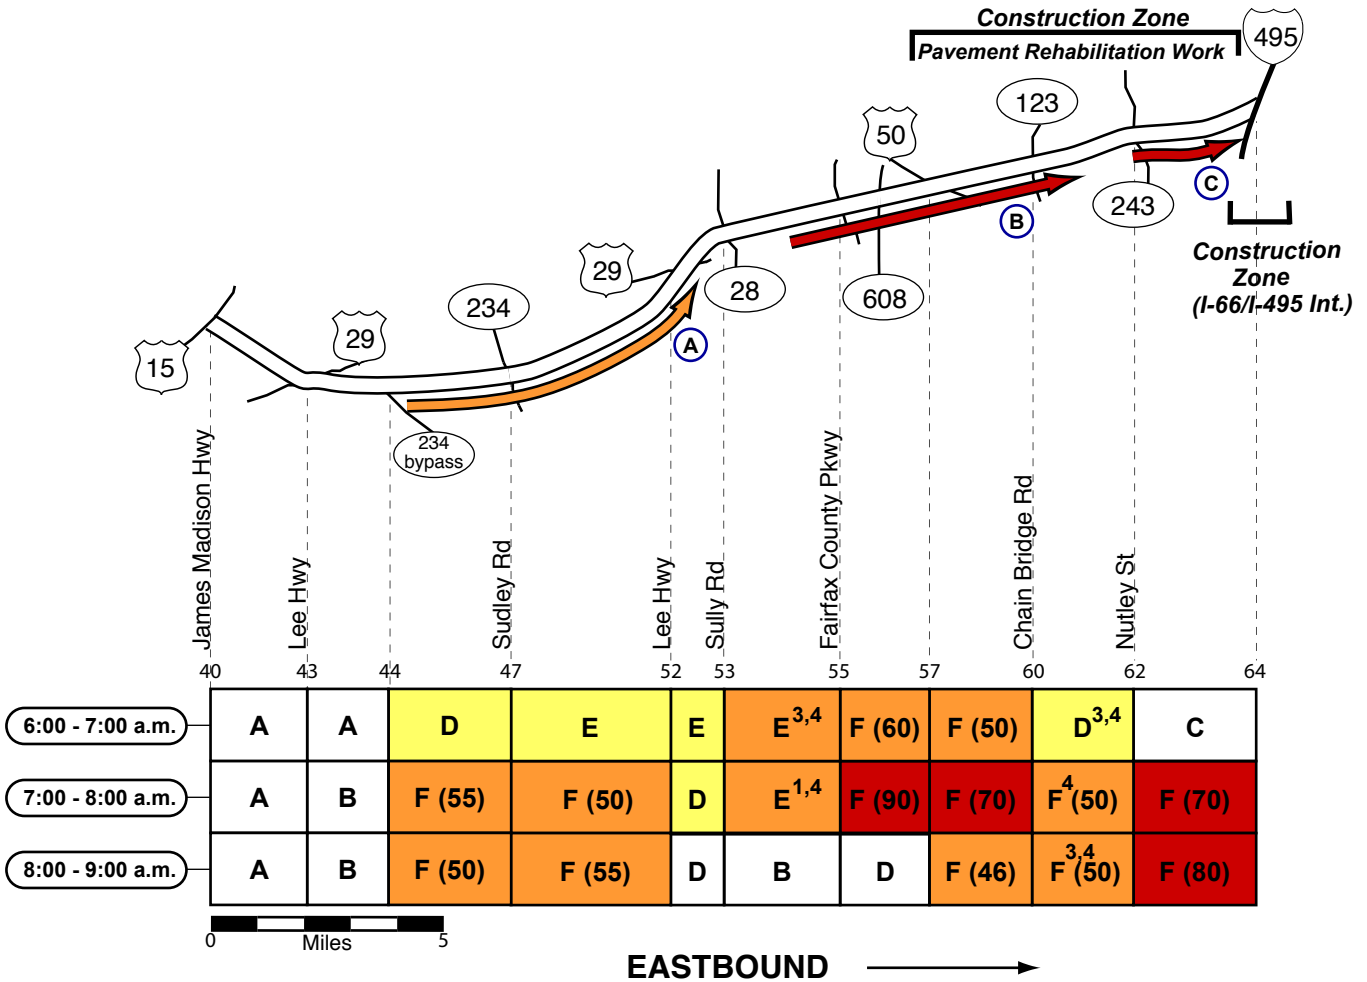 Construction Zone
Pavement Rehabilitation Work
495
123
50
243
C
B
Construction
Zone
(I-66/I-495 Int.)
29
28
608
234
A
29
15
234
bypass
James Madison Hwy
Lee Hwy
Sudley Rd
Lee Hwy
Sully Rd
Fairfax County Pkwy
Chain Bridge Rd
Nutley St
40 43 44 47 52 53 55 57 60 62 64
6:00 - 7:00 a.m. A A D E E E3,4 F (60) F (50) D3,4 C
7:00 - 8:00 a.m. A B F (55) F (50) D E1,4 F (90) F (70) F4(50) F (70)
8:00 - 9:00 a.m. A B F (50) F (55) D B D F (46) F3,4(50) F (80)
0 Miles 5
EASTBOUND